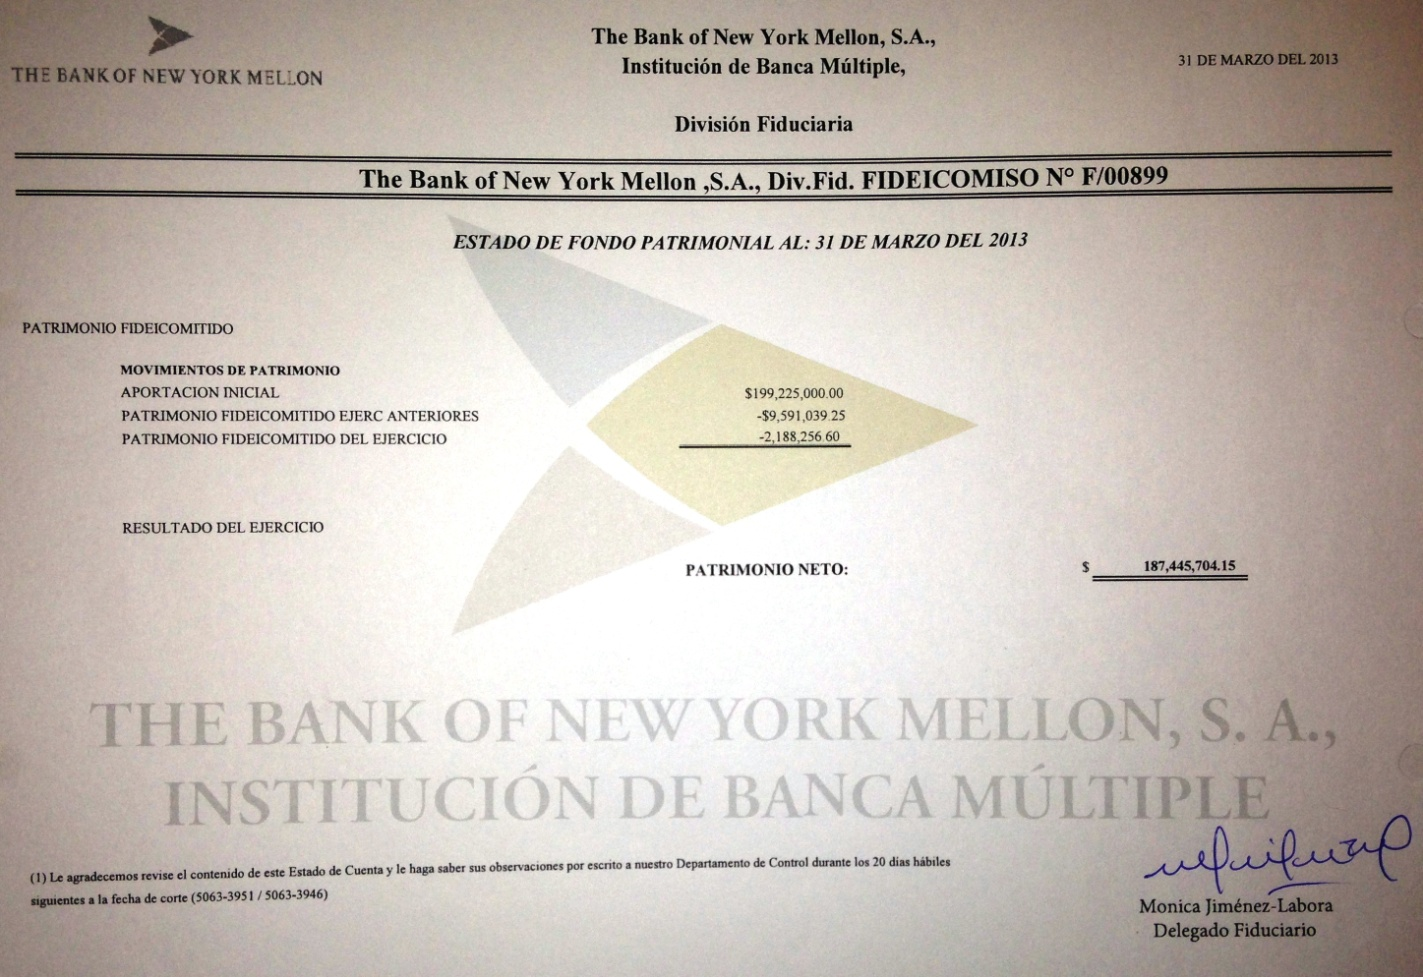 The Bank of New York Mellon, S.A.,
Institución de Banca Múltiple,
31 DE MARZO DEL 2013
THE BANK OF NEW YORK MELLON
División Fiduciaria
The Bank of New York Mellon ,S.A., Div.Fid. FIDEICOMISO N° F/00899
ESTADO DE FONDO PATRIMONIAL AL: 31 DE MARZO DEL 2013
PATRIMONIO FIDEICOMITIDO
MOVIMIENTOS DE PATRIMONIO
APORTACION INICIAL $199,225,000.00
PATRIMONIO FIDEICOMITIDO EJERC ANTERIORES -$9,591,039.25
PATRIMONIO FIDEICOMITIDO DEL EJERCICIO -2,188,256.60
RESULTADO DEL EJERCICIO
PATRIMONIO NETO: $ 187,445,704.15
THE BANK OF NEW YORK MELLON, S. A.,
INSTITUCIÓN DE BANCA MÚLTIPLE
(1) Le agradecemos revise el contenido de este Estado de Cuenta y le haga saber sus observaciones por escrito a nuestro Departamento de Control durante los 20 dias hábiles
siguientes a la fecha de corte (5063-3951 / 5063-3946)
Monica Jiménez-Labora
Delegado Fiduciario